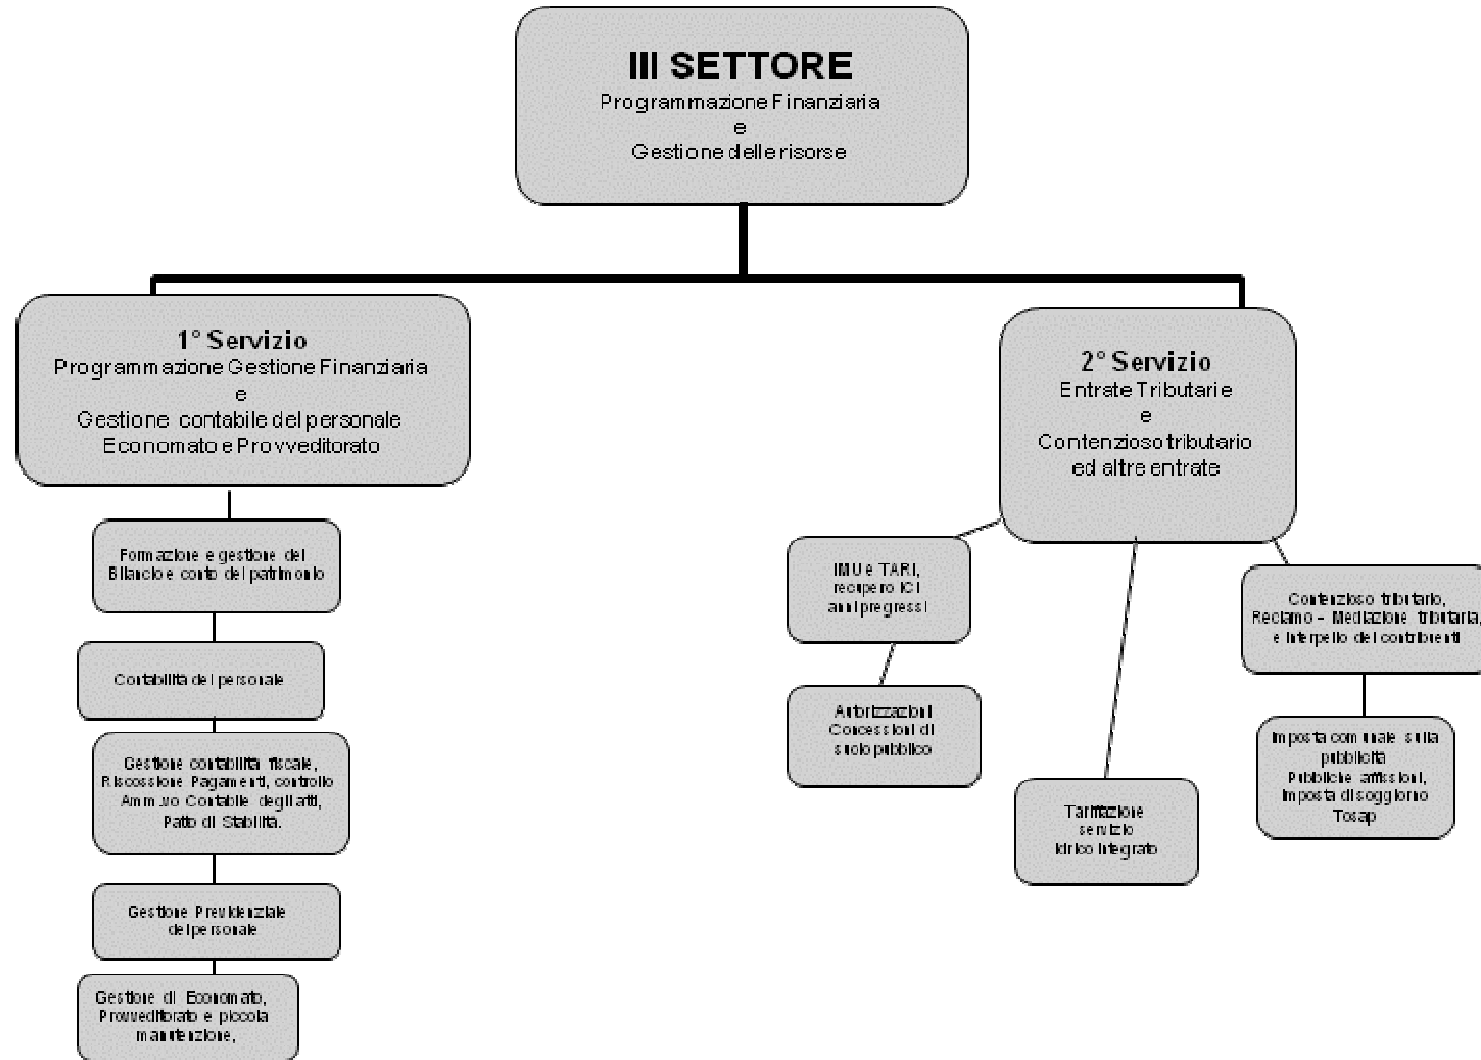 III SETTORE
Programmazione Finanziaria
e
Gestione delle risorse
1° Servizio
Programmazione Gestione Finanziaria
e
Gestione contabile del personale
Economato e Provveditorato
Formazione e gestione del
Bilancio e conto del patrimonio
Contabilità del personale
Gestione contabilità fiscale,
Riscossione Pagamenti, controllo
Amm.vo Contabile degli atti,
Patto di Stabilità.
Gestione Previdenziale
del personale
Gestione di Economato,
Provveditorato e piccola
manutenzione,
2° Servizio
Entrate Tributarie
e
Contenzioso tributario
ed altre entrate
IMU e TARI,
recupero ICI
anni pregressi
Autorizzazioni
Concessioni di
suolo pubblico
Tariffazione
servizio
idrico integrato
Contenzioso tributario,
Reclamo - Mediazione tributaria,
e interpello dei contribuenti
Imposta comunale sulla
pubblicità
Pubbliche affissioni,
Imposta di soggiorno
Tosap